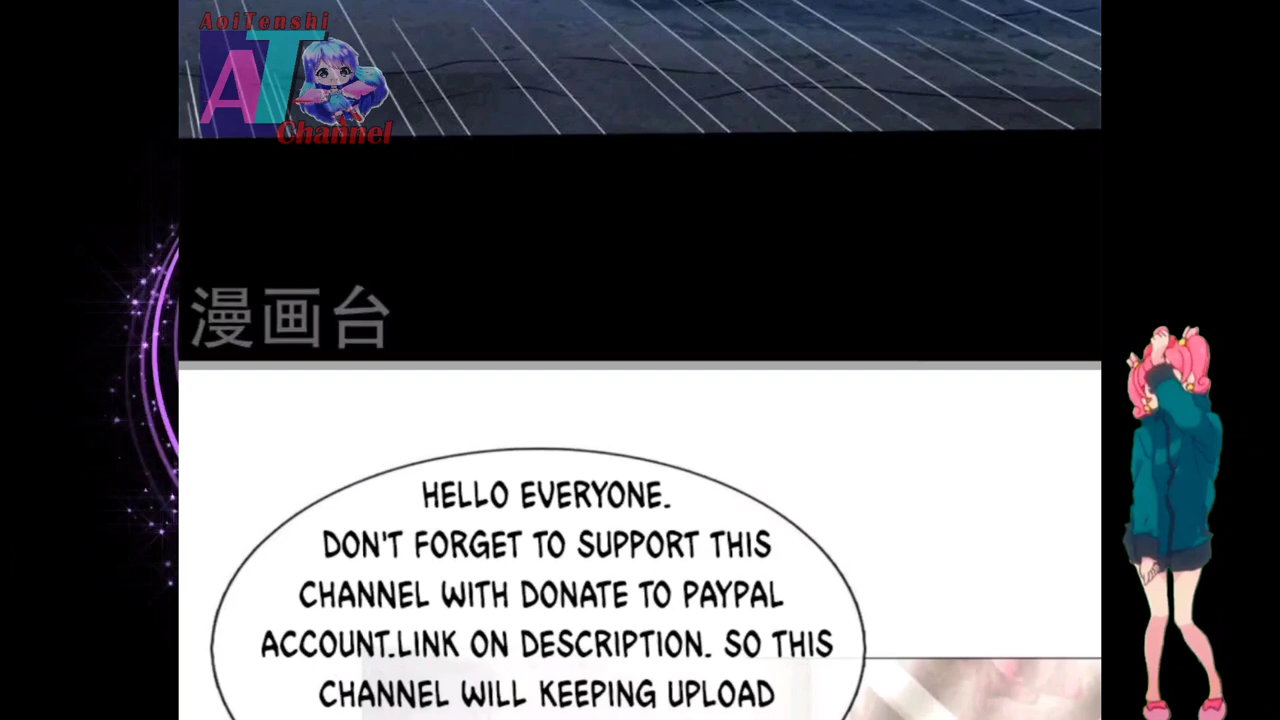 AoiTenshi
AT
Channel
漫画台
HELLO EVERYONE.
DON'T FORGET TO SUPPORT THIS
CHANNEL WITH DONATE TO PAYPAL
ACCOUNT.LINK ON DESCRIPTION. SO THIS
CHANNEL WILL KEEPING UPLOAD